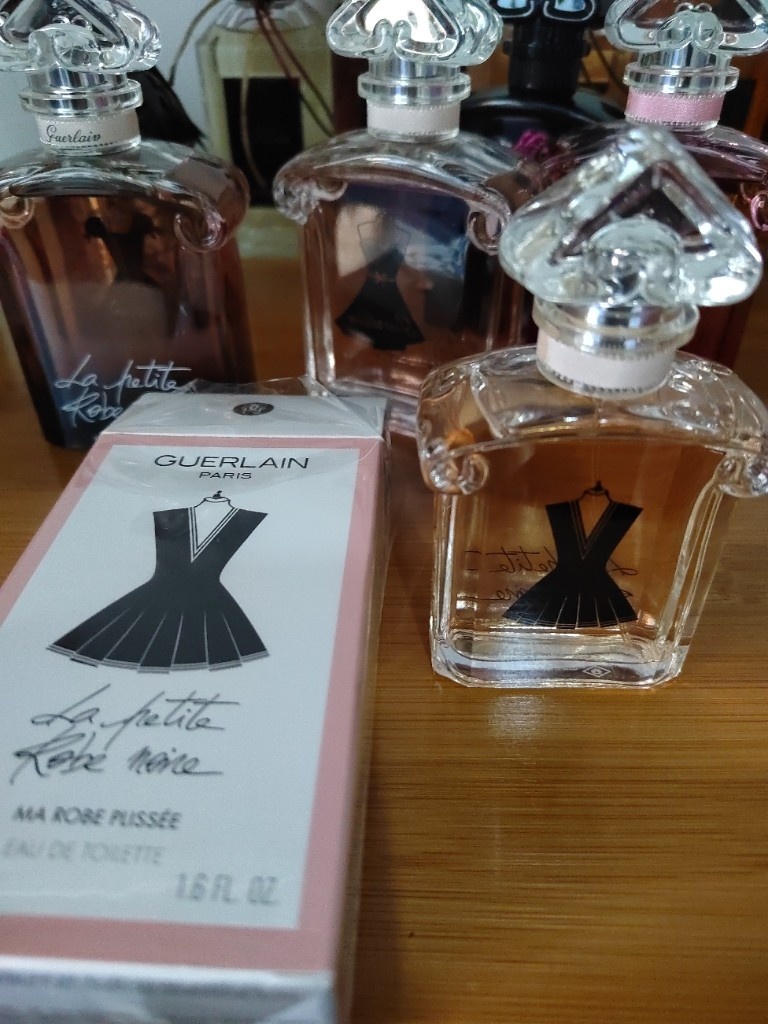 Guerlain
La petite
Robe
GUERLAIN
PARIS
La petite
Robe noire
MA ROBE PLISSÉE
EAU DE TOILETTE
1.6 FL. OZ.